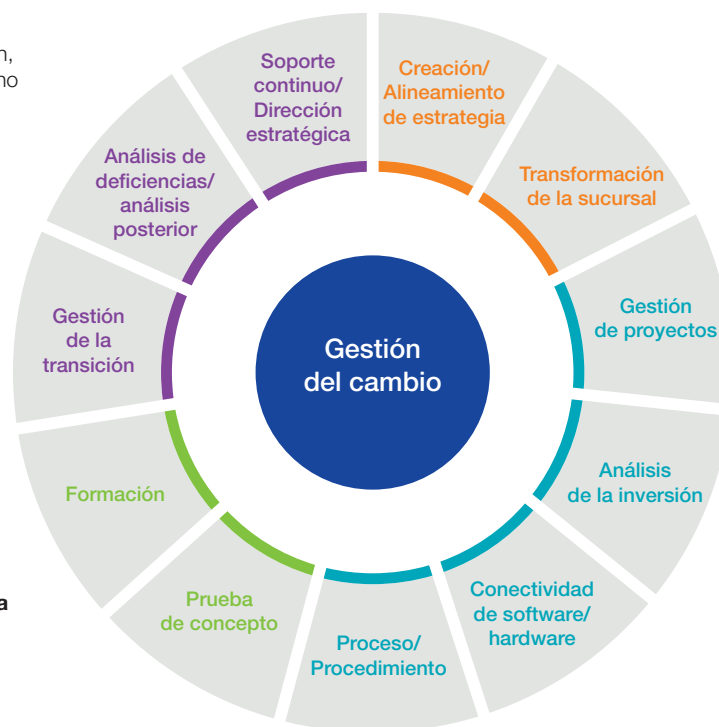 n,
no
a
Soporte
continuo/
Dirección
estratégica
Creación/
Alineamiento
de estrategia
Transformación
de la sucursal
Gestión
de proyectos
Análisis
de la inversión
Conectividad
de software/
hardware
Proceso/
Procedimiento
Prueba
de concepto
Formación
Gestión
de la
transición
Análisis de
deficiencias/
análisis
posterior
Gestión
del cambio